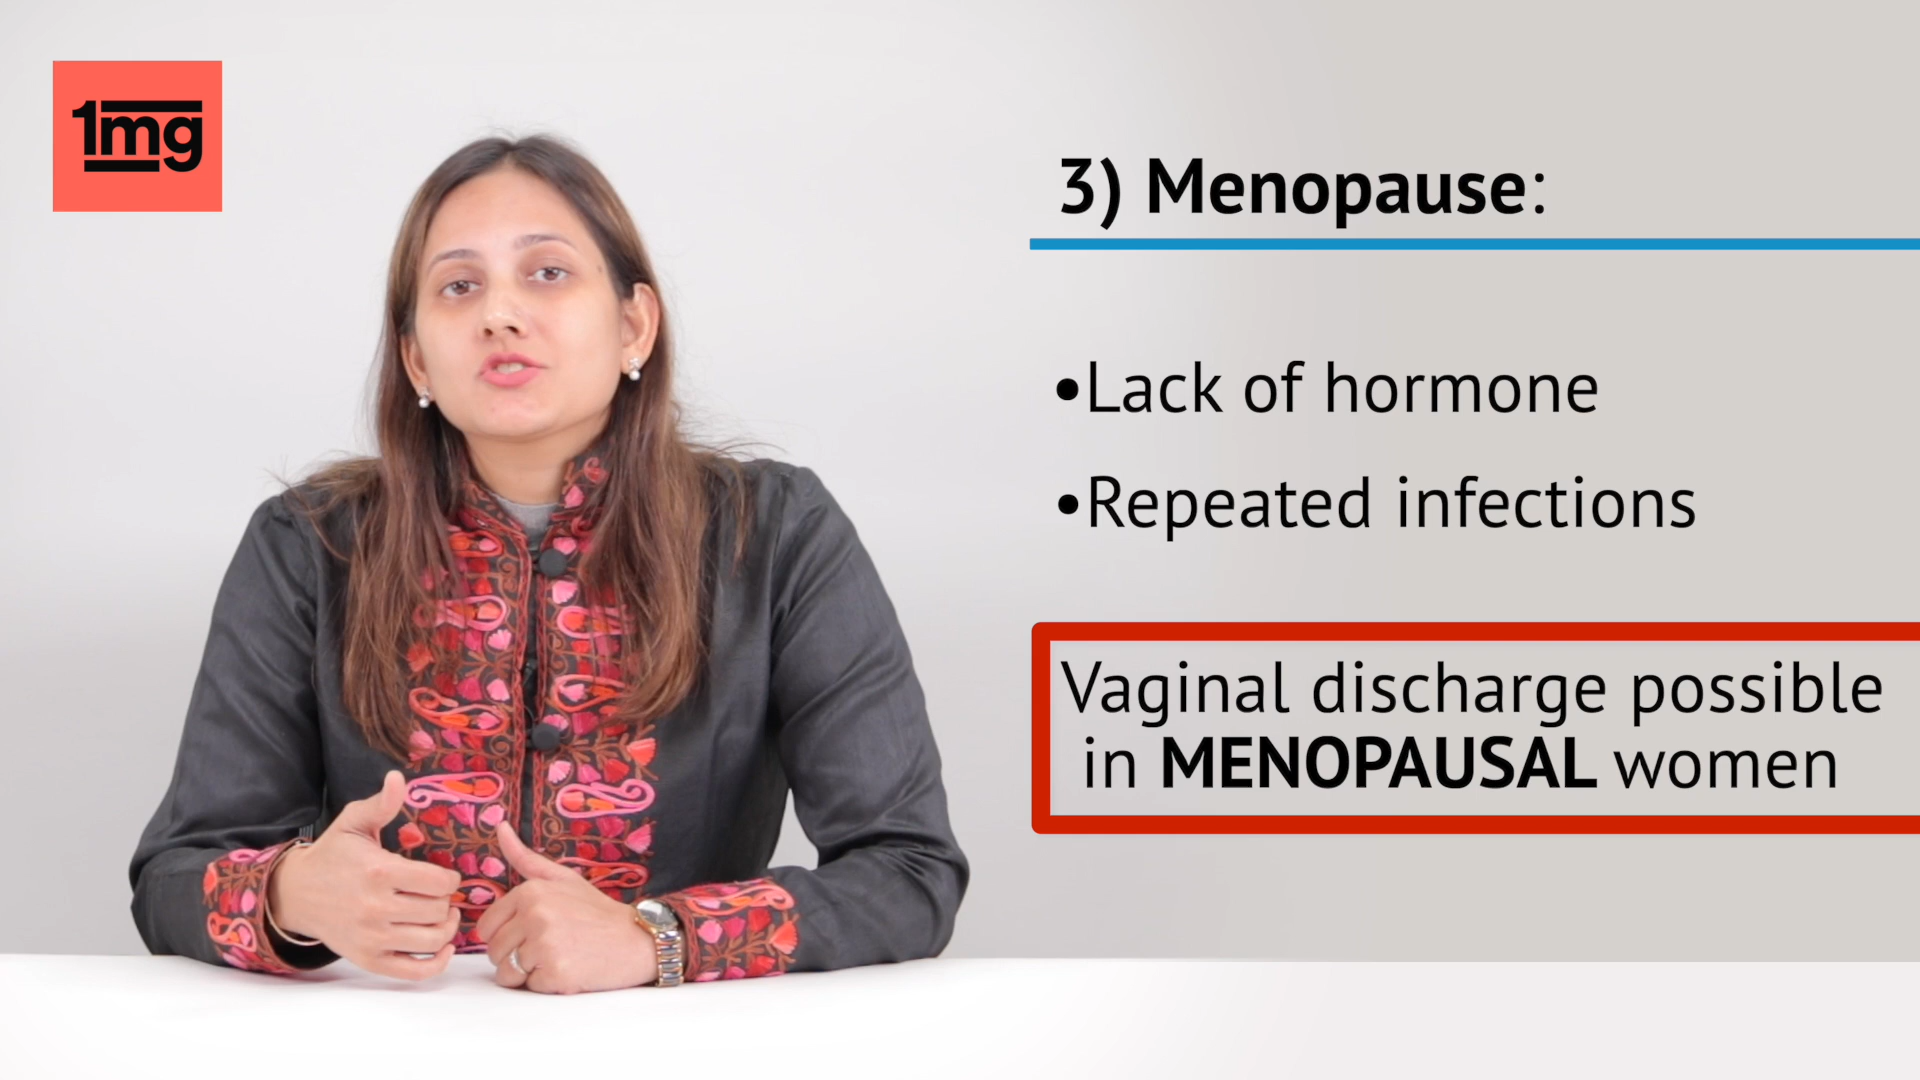 1mg
3) Menopause:
•Lack of hormone
•Repeated infections
Vaginal discharge possible
in MENOPAUSAL women